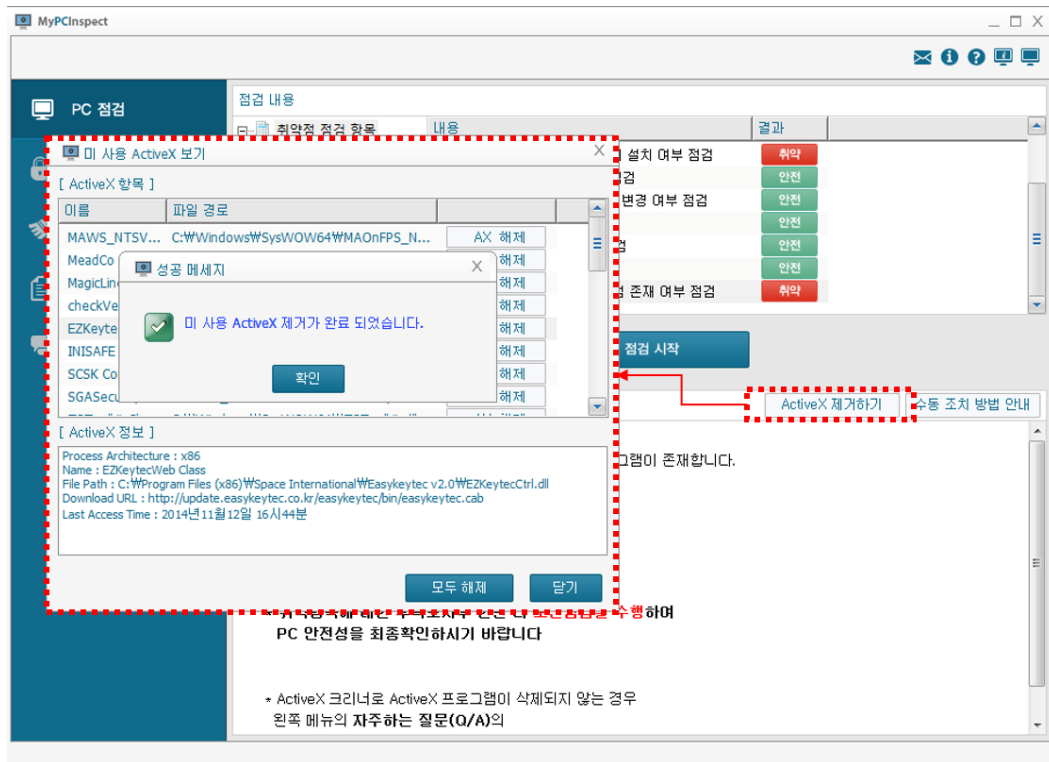 MyPCInspect
PC 점검
점검 내용
취약점 점검 항목 내용 결과
설치 여부 점검 취약
점검 안전
변경 여부 점검 안전
안전
안전
안전
존재 여부 점검 취약
미 사용 ActiveX 보기
[ ActiveX 항목 ]
이름 파일 경로
MAWS_NTSV... C:₩Windows₩SysWOW64₩MAOnFPS_N... AX 해제
MeadCo 해제
MagicLin 해제
checkVe 해제
EZKeyte 해제
INISAFE 해제
SCSK Co 해제
SGASecu 해제
성공 메세지
미 사용 ActiveX 제거가 완료 되었습니다.
확인
[ ActiveX 정보 ]
Process Architecture : x86
Name : EZKeytecWeb Class
File Path : C:₩Program Files (x86)₩Space International₩Easykeytec v2.0₩EZKeytecCtrl.dll
Download URL : http://update.easykeytec.co.kr/easykeytec/bin/easykeytec.cab
Last Access Time : 2014년11월12일 16시44분
모두 해제 닫기
점검 시작
ActiveX 제거하기 수동 조치 방법 안내
그램이 존재합니다.
수행하며
PC 안전성을 최종확인하시기 바랍니다
* ActiveX 크리너로 ActiveX 프로그램이 삭제되지 않는 경우
왼쪽 메뉴의 자주하는 질문(Q/A)의